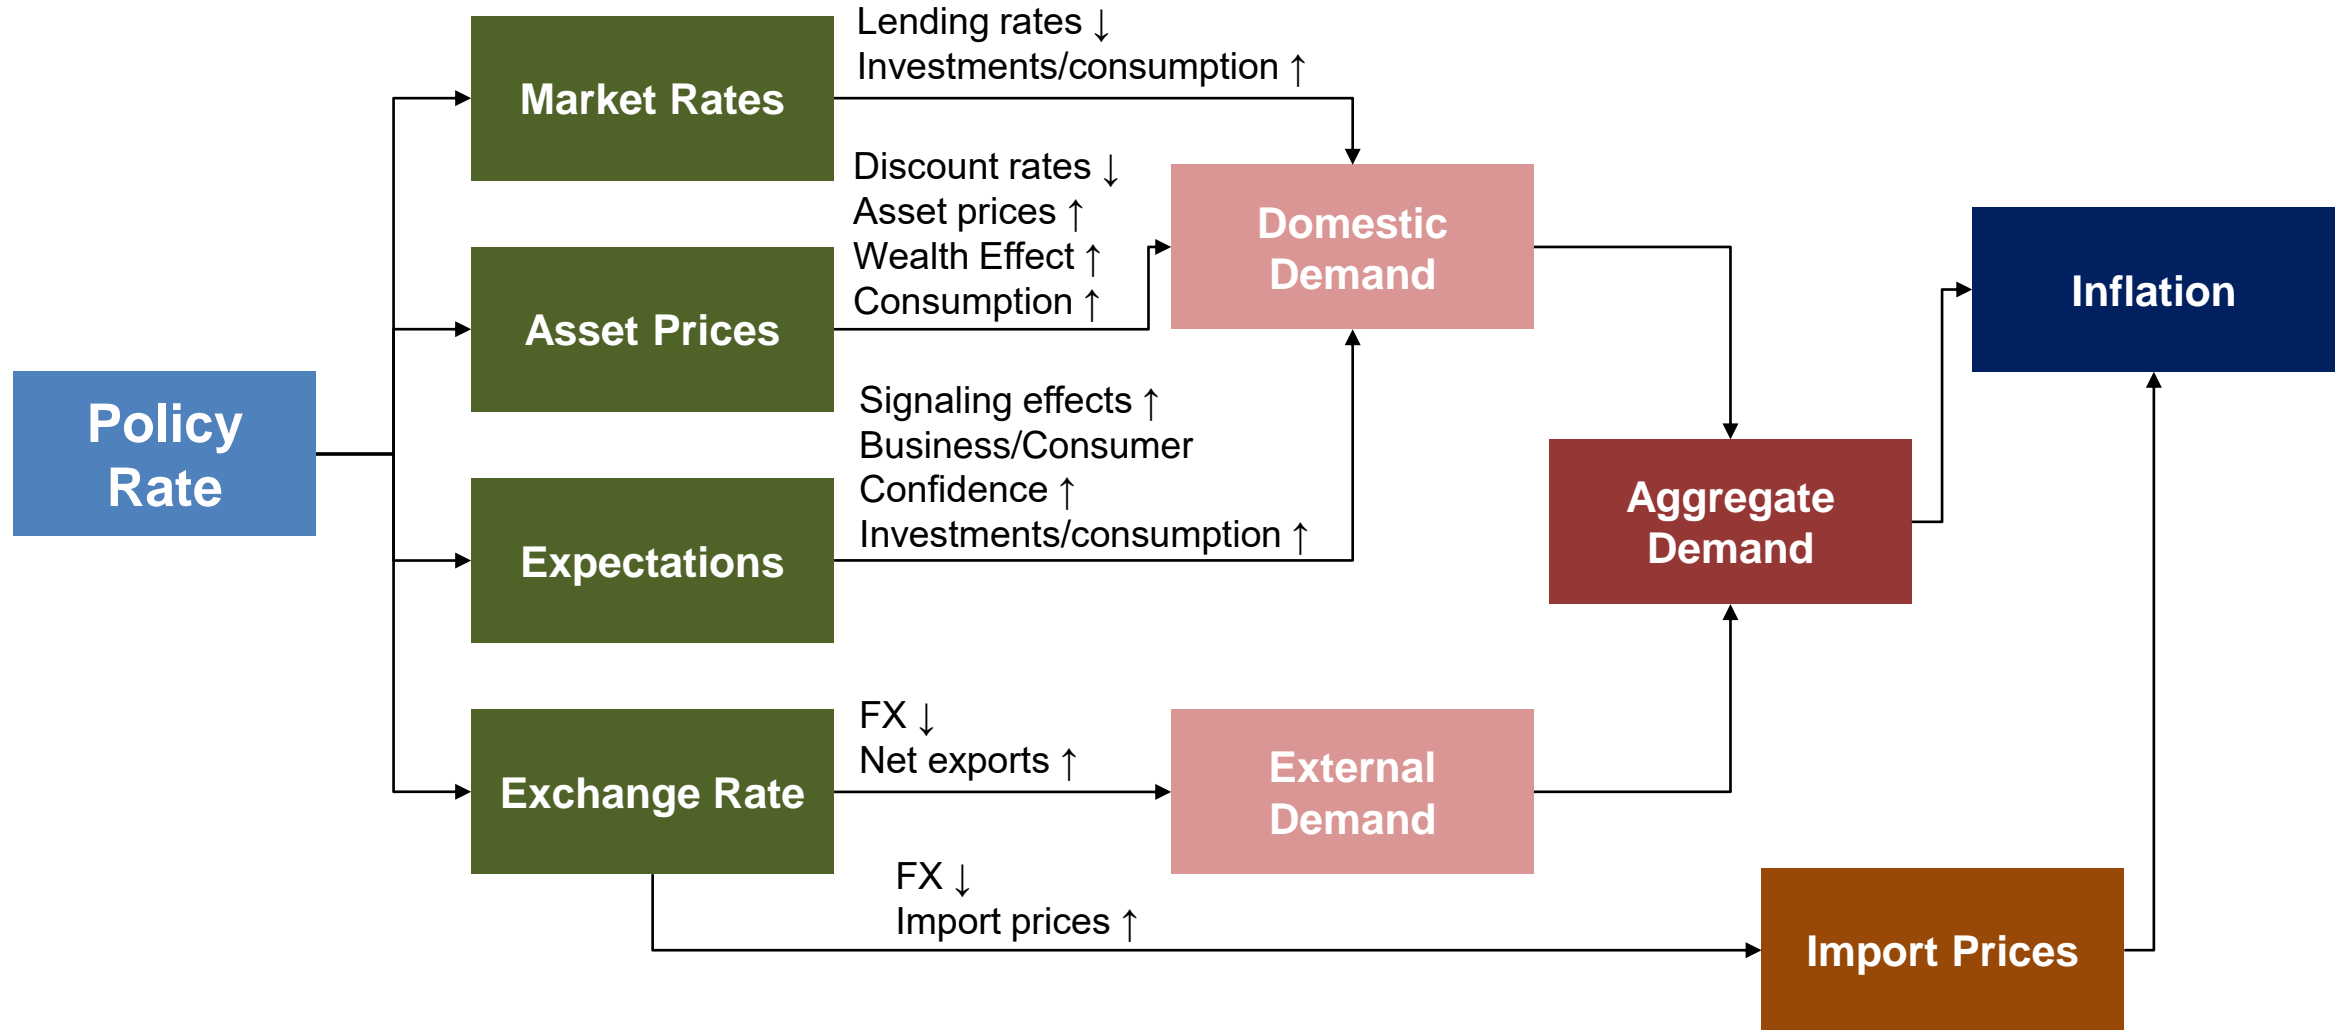 Lending rates ↓
Investments/consumption ↑
Market Rates
Discount rates ↓
Asset prices ↑
Wealth Effect ↑
Consumption ↑
Asset Prices
Domestic
Demand
Inflation
Policy
Rate
Signaling effects ↑
Business/Consumer
Confidence ↑
Investments/consumption ↑
Expectations
Aggregate
Demand
FX ↓
Net exports ↑
Exchange Rate
External
Demand
FX ↓
Import prices ↑
Import Prices